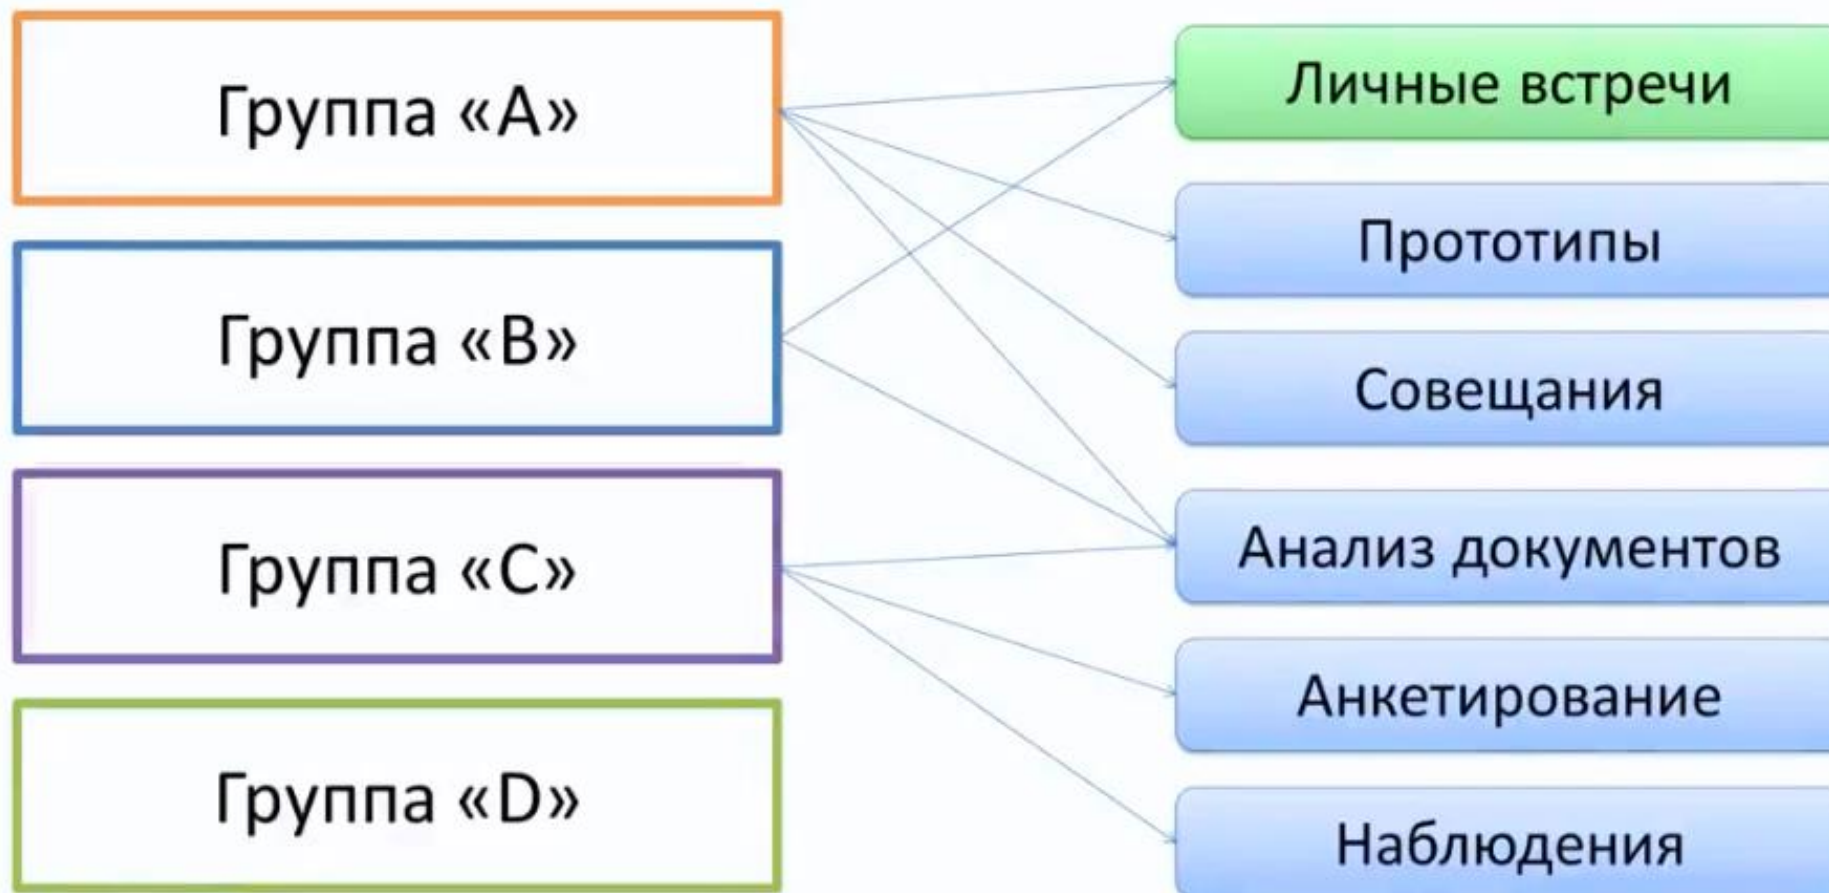 Группа «A»
Группа «B»
Группа «C»
Группа «D»
Личные встречи
Прототипы
Совещания
Анализ документов
Анкетирование
Наблюдения